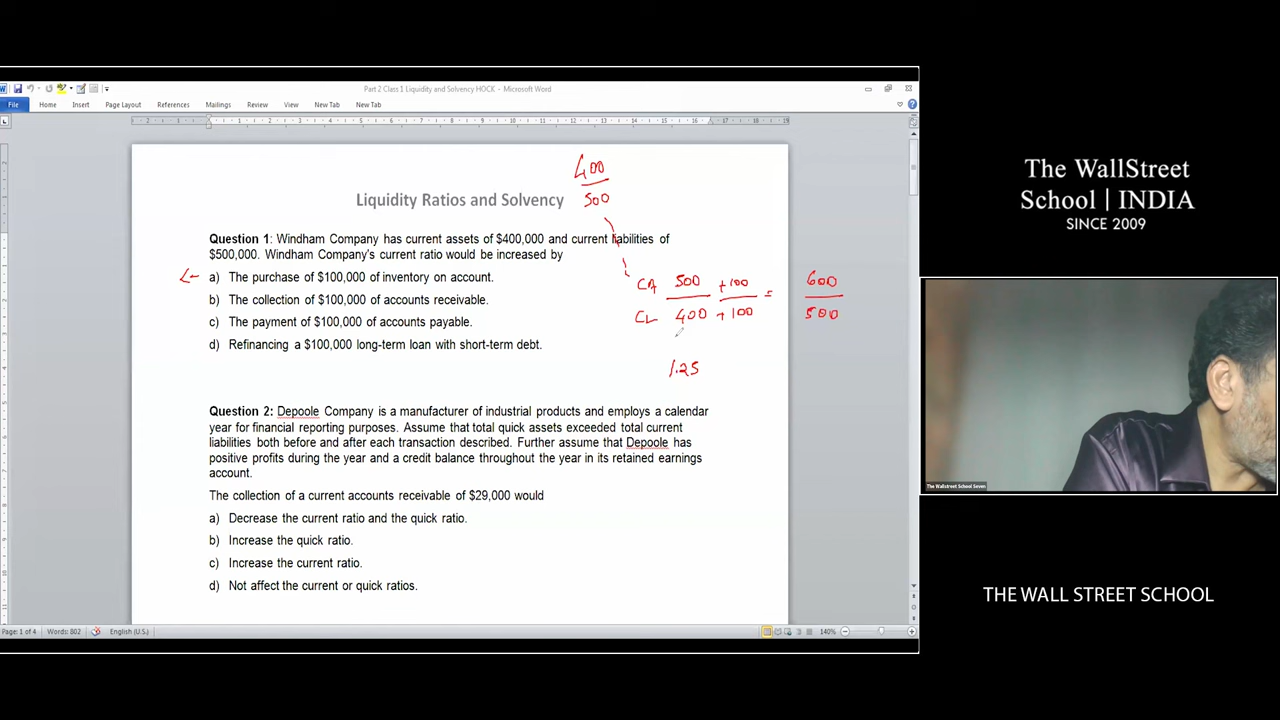 Part 2 Class 1 Liquidity and Solvency HOCK - Microsoft Word
File Home Insert Page Layout References Mailings Review View New Tab New Tab
400
500
Liquidity Ratios and Solvency
Question 1: Windham Company has current assets of $400,000 and current liabilities of
$500,000. Windham Company's current ratio would be increased by
a) The purchase of $100,000 of inventory on account.
b) The collection of $100,000 of accounts receivable.
c) The payment of $100,000 of accounts payable.
d) Refinancing a $100,000 long-term loan with short-term debt.
CA 500 +100 = 600
CL 400 +100 500
1.25
Question 2: Depoole Company is a manufacturer of industrial products and employs a calendar
year for financial reporting purposes. Assume that total quick assets exceeded total current
liabilities both before and after each transaction described. Further assume that Depoole has
positive profits during the year and a credit balance throughout the year in its retained earnings
account.
The collection of a current accounts receivable of $29,000 would
a) Decrease the current ratio and the quick ratio.
b) Increase the quick ratio.
c) Increase the current ratio.
d) Not affect the current or quick ratios.
Page: 1 of 4 Words: 802 English (U.S.) 140%
The WallStreet
School | INDIA
SINCE 2009
The Wallstreet School Seven
THE WALL STREET SCHOOL